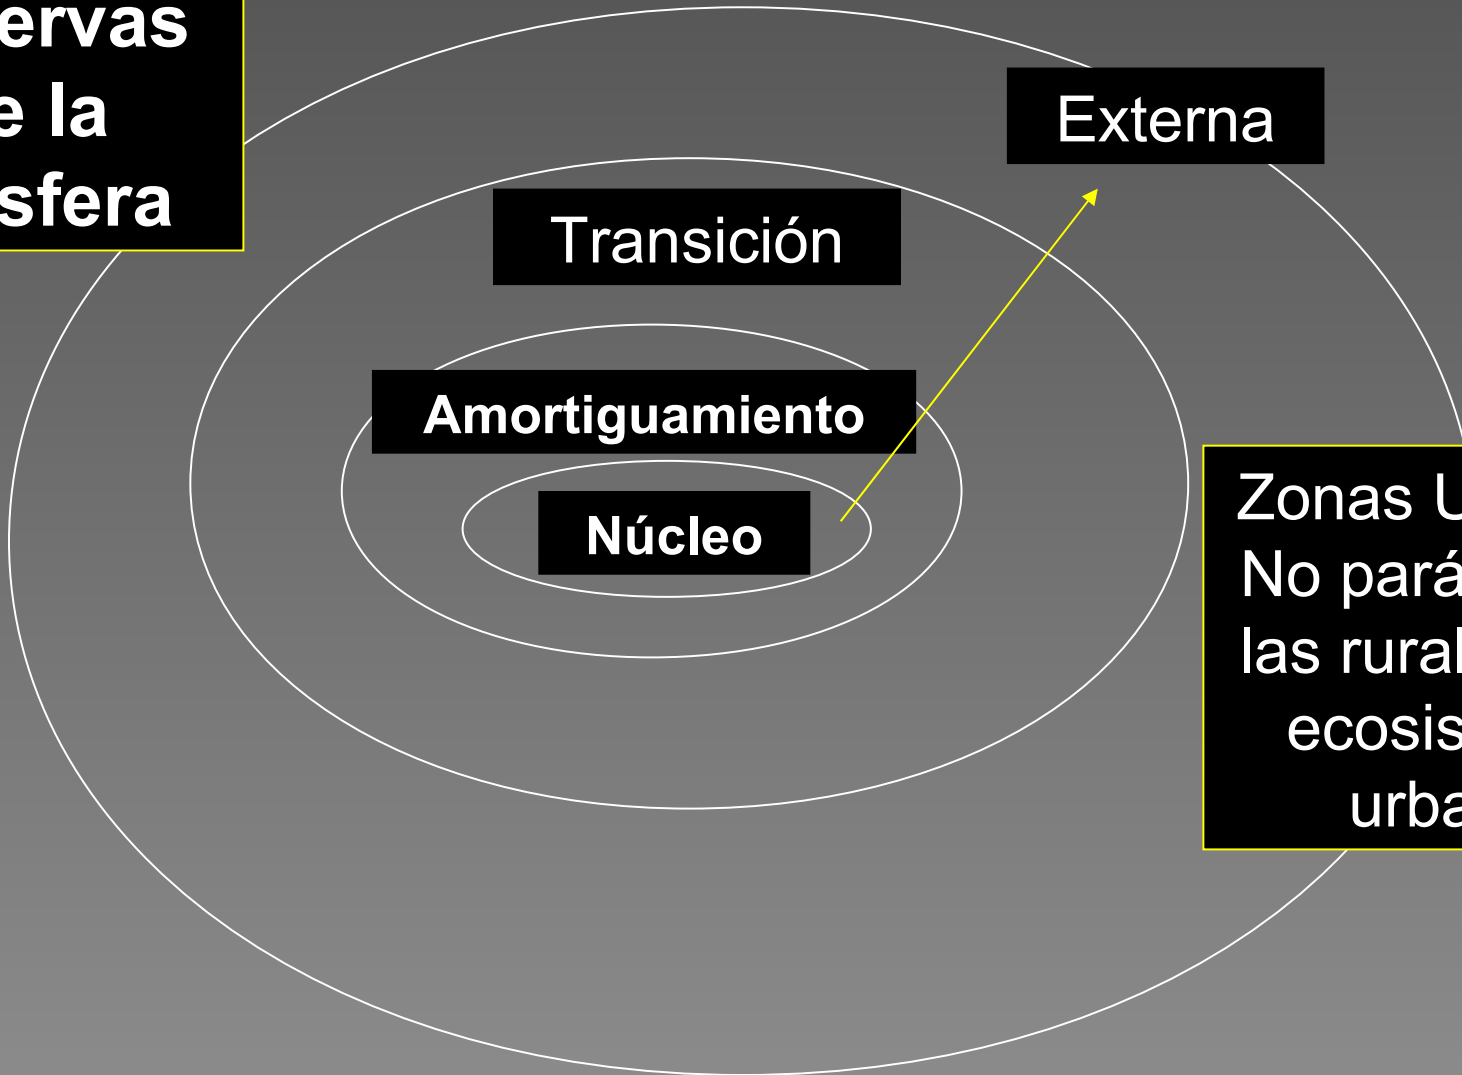 ervas
e la
sfera
Externa
Transición
Amortiguamiento
Núcleo
Zonas U
No pará
las rural
ecosis
urba